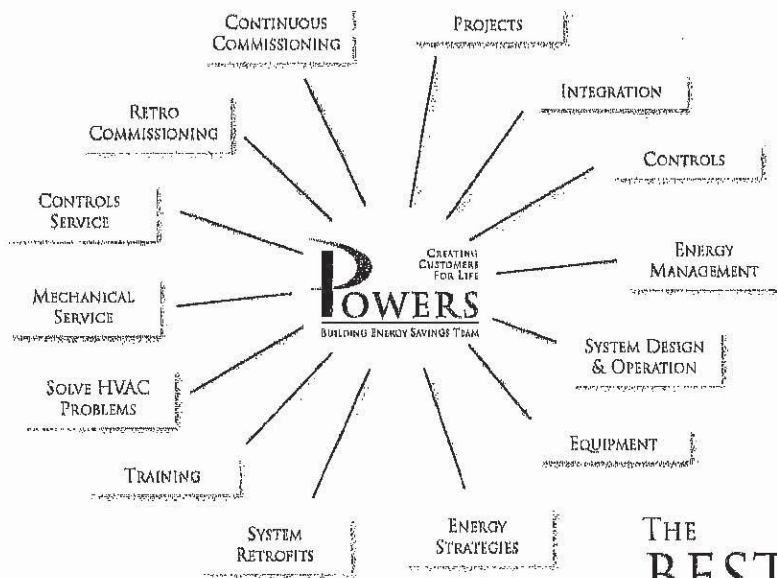 CONTINUOUS
COMMISSIONING
PROJECTS
RETRO
COMMISSIONING
INTEGRATION
CONTROLS
CONTROLS
SERVICE
CREATING
CUSTOMERS
FOR LIFE
ENERGY
MANAGEMENT
MECHANICAL
SERVICE
POWERS
BUILDING ENERGY SAVINGS TEAM
SYSTEM DESIGN
& OPERATION
SOLVE HVAC
PROBLEMS
EQUIPMENT
TRAINING
SYSTEM
RETROFITS
ENERGY
STRATEGIES
THE
BEST